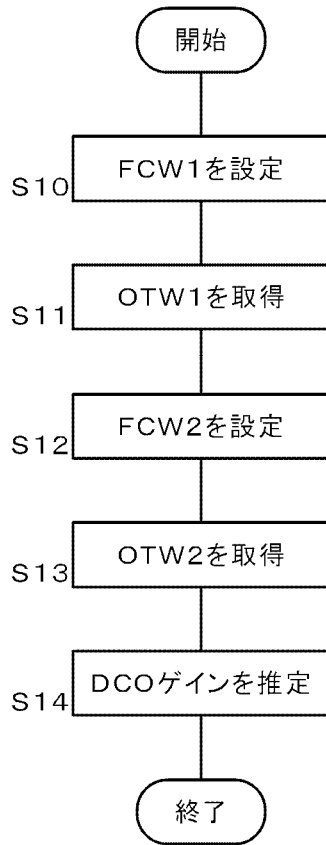 開始
FCW1を設定
S10
OTW1を取得
S11
FCW2を設定
S12
OTW2を取得
S13
DCOゲインを推定
S14
終了